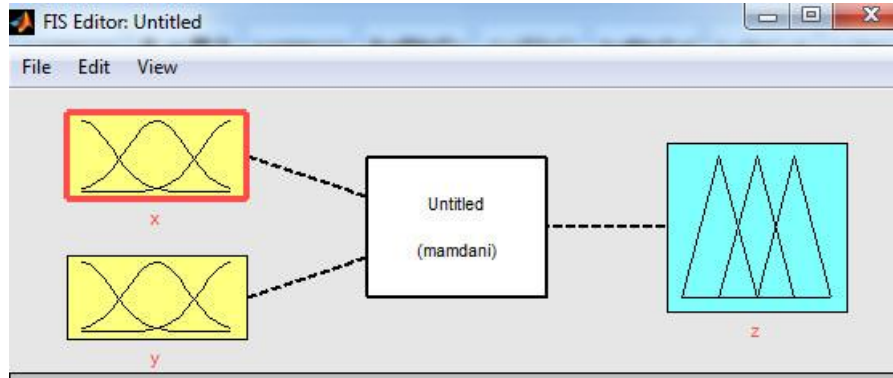 FIS Editor: Untitled
File Edit View
x
y
Untitled
(mamdani)
z